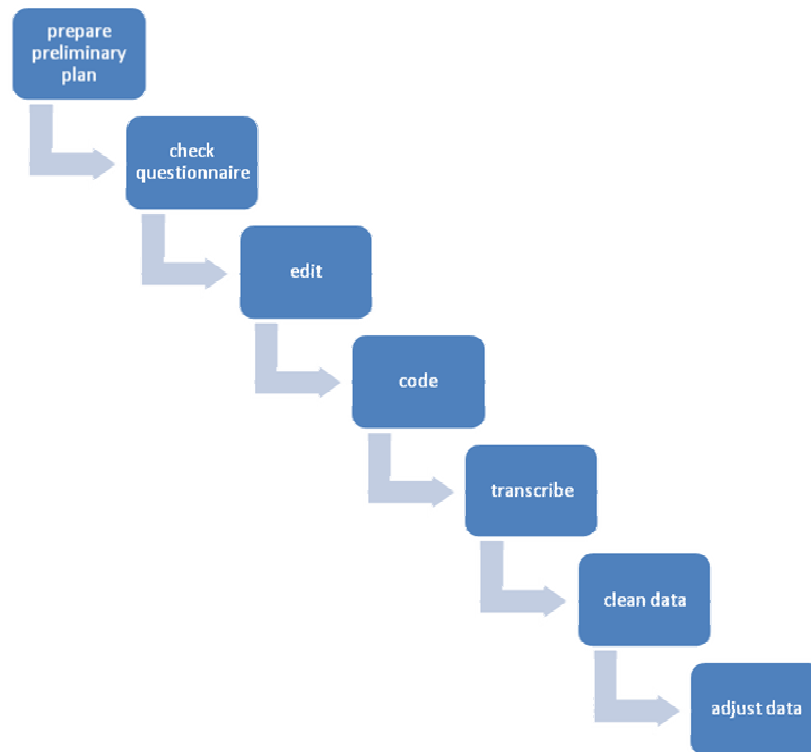 prepare
preliminary
plan
check
questionnaire
edit
code
transcribe
clean data
adjust data